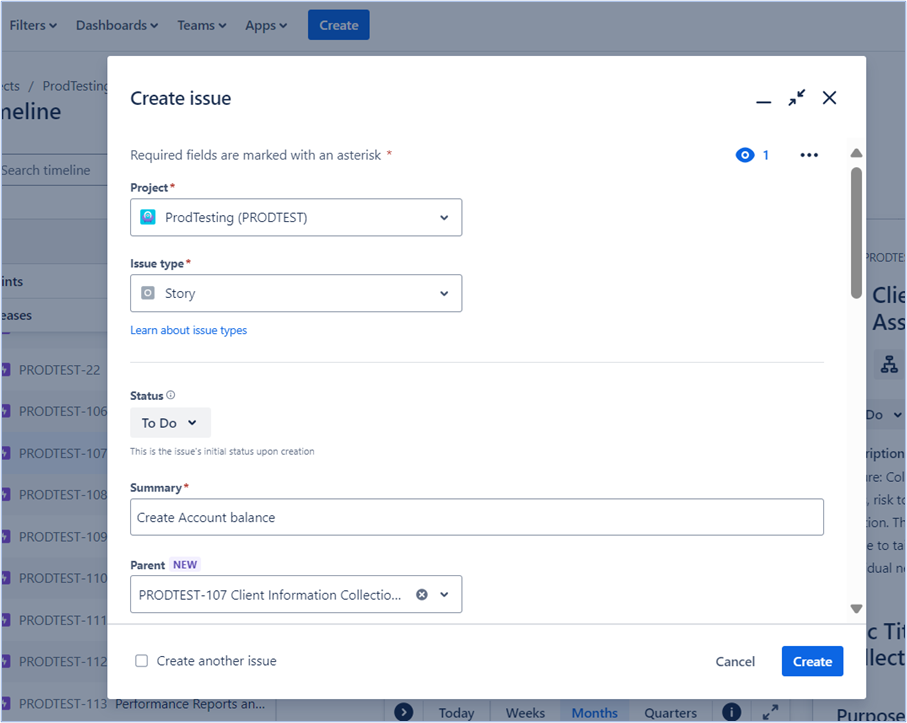 Filters Dashboards Teams Apps Create
ects / ProdTesting
meline
Search timeline
ints
eases
PRODTEST-22
PRODTEST-106
PRODTEST-107
PRODTEST-108
PRODTEST-109
PRODTEST-110
PRODTEST-111
PRODTEST-112
PRODTEST-113 Performance Reports an...
Create issue
Required fields are marked with an asterisk *
1
Project*
ProdTesting (PRODTEST)
Issue type*
Story
Learn about issue types
Status
To Do
This is the issue's initial status upon creation
Summary*
Create Account balance
Parent NEW
PRODTEST-107 Client Information Collectio...
Create another issue
Cancel
Create
PRODTE
Clie
Ass
Do
ription
re: Col
, risk to
ion. Th
e to ta
dual ne
c Tit
llect
Purpose
Today Weeks Months Quarters